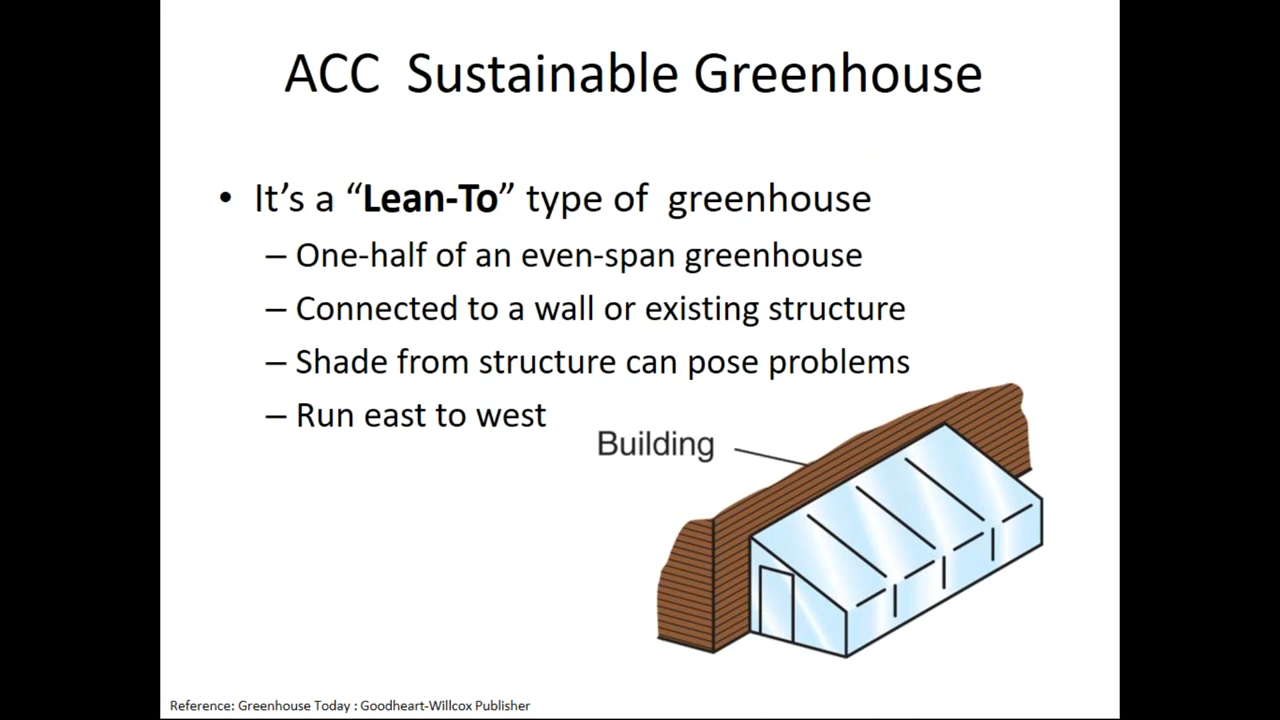 ACC  Sustainable Greenhouse
• It’s a “Lean-To” type of  greenhouse
– One-half of an even-span greenhouse
– Connected to a wall or existing structure
– Shade from structure can pose problems
– Run east to west
Building
Reference: Greenhouse Today : Goodheart-Willcox Publisher